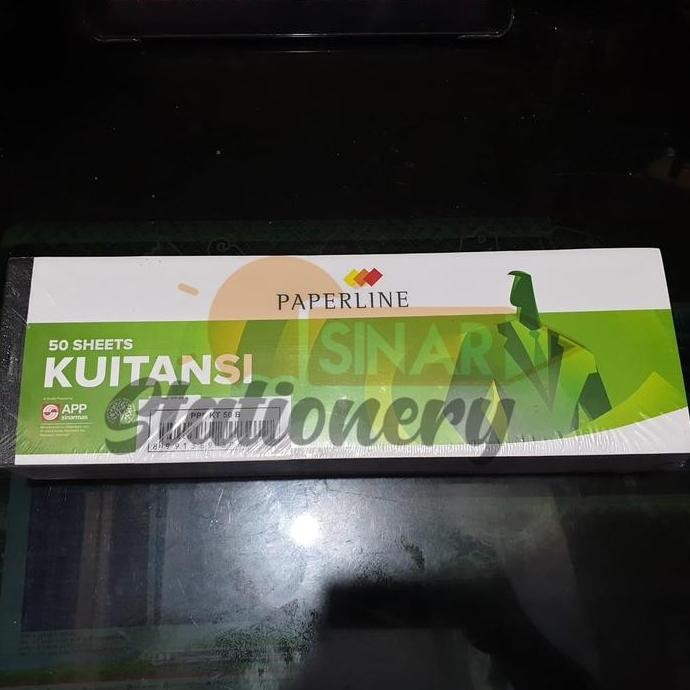 PAPERLINE
50 SHEETS
KUITANSI
SINAR
Stationery
APP
sinarmas